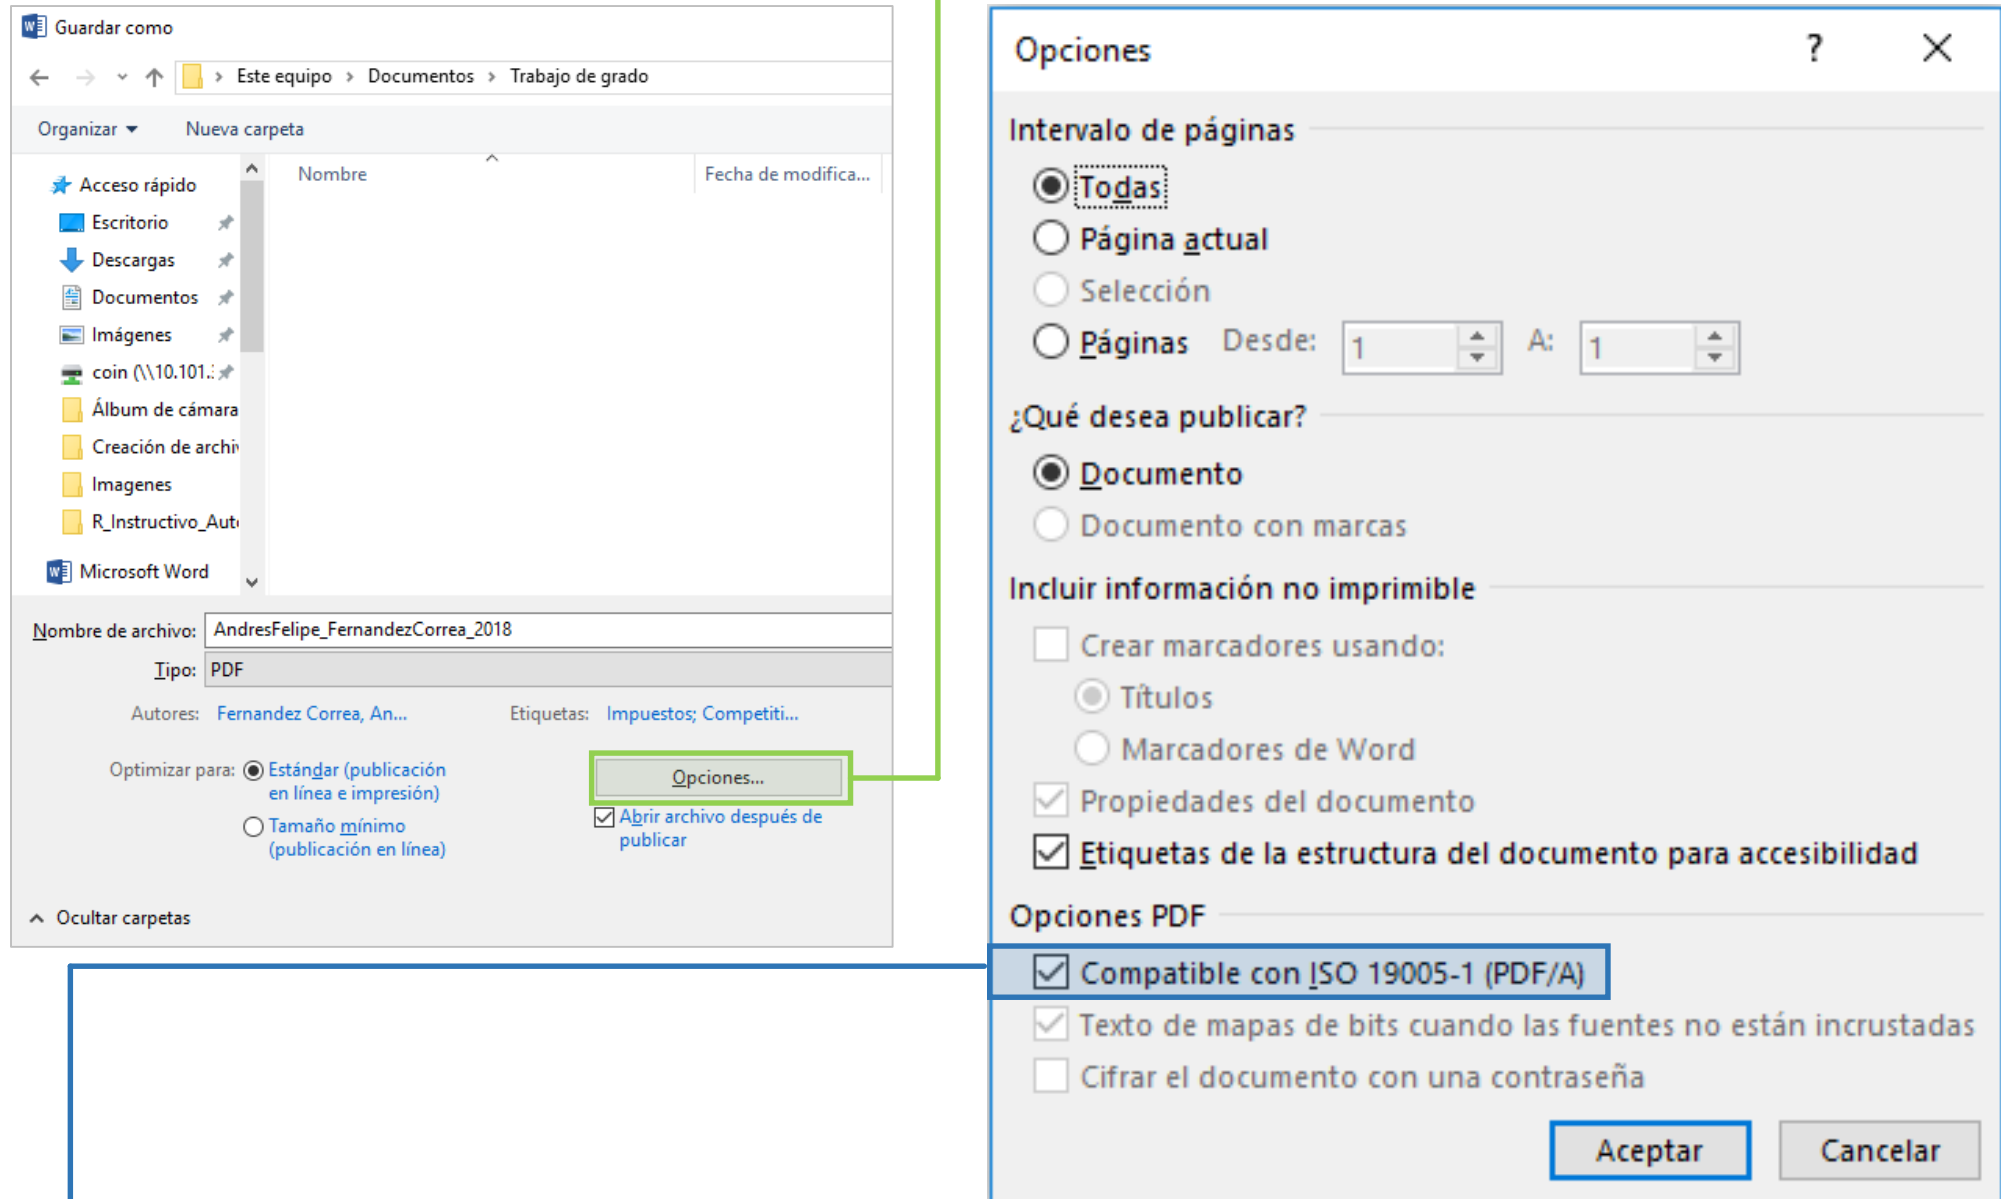 Guardar como
Este equipo > Documentos > Trabajo de grado
Organizar Nueva carpeta
Nombre Fecha de modifica...
Acceso rápido
Escritorio
Descargas
Documentos
Imágenes
coin (\\10.101.
Álbum de cámara
Creación de archi
Imagenes
R_Instructivo_Aut
Microsoft Word
Nombre de archivo: AndresFelipe_FernandezCorrea_2018
Tipo: PDF
Autores: Fernandez Correa, An... Etiquetas: Impuestos; Competiti...
Optimizar para: Estándar (publicación
en línea e impresión)
Tamaño mínimo
(publicación en línea)
Opciones...
Abrir archivo después de
publicar
Ocultar carpetas
Opciones ?
Intervalo de páginas
Todas
Página actual
Selección
Páginas Desde: 1 A: 1
¿Qué desea publicar?
Documento
Documento con marcas
Incluir información no imprimible
Crear marcadores usando:
Títulos
Marcadores de Word
Propiedades del documento
Etiquetas de la estructura del documento para accesibilidad
Opciones PDF
Compatible con ISO 19005-1 (PDF/A)
Texto de mapas de bits cuando las fuentes no están incrustadas
Cifrar el documento con una contraseña
Aceptar Cancelar